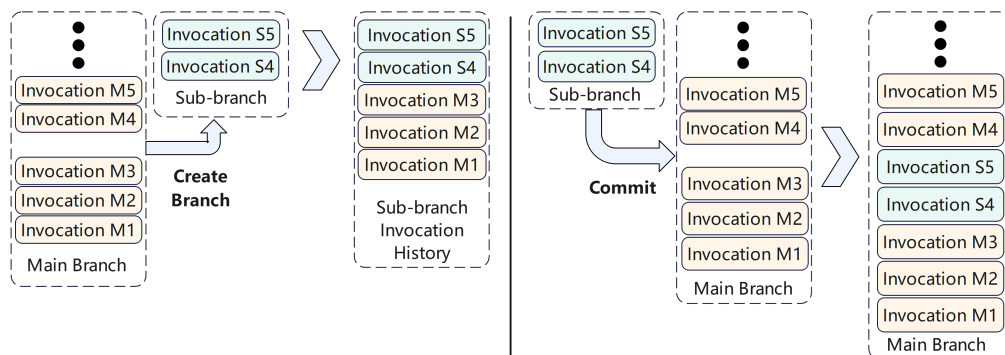 Invocation M5
Invocation M4
Invocation M3
Invocation M2
Invocation M1
Main Branch
Invocation S5
Invocation S4
Sub-branch
Create
Branch
Invocation S5
Invocation S4
Invocation M3
Invocation M2
Invocation M1
Sub-branch
Invocation
History
Invocation S5
Invocation S4
Sub-branch
Commit
Invocation M5
Invocation M4
Invocation M3
Invocation M2
Invocation M1
Main Branch
Invocation M5
Invocation M4
Invocation S5
Invocation S4
Invocation M3
Invocation M2
Invocation M1
Main Branch